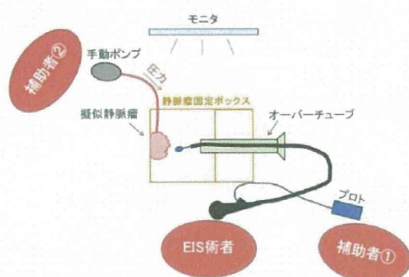 モニタ
手動ポンプ
補助者②
圧力
静脈瘤固定ボックス
擬似静脈瘤
オーバーチューブ
プロト
EIS術者
補助者①